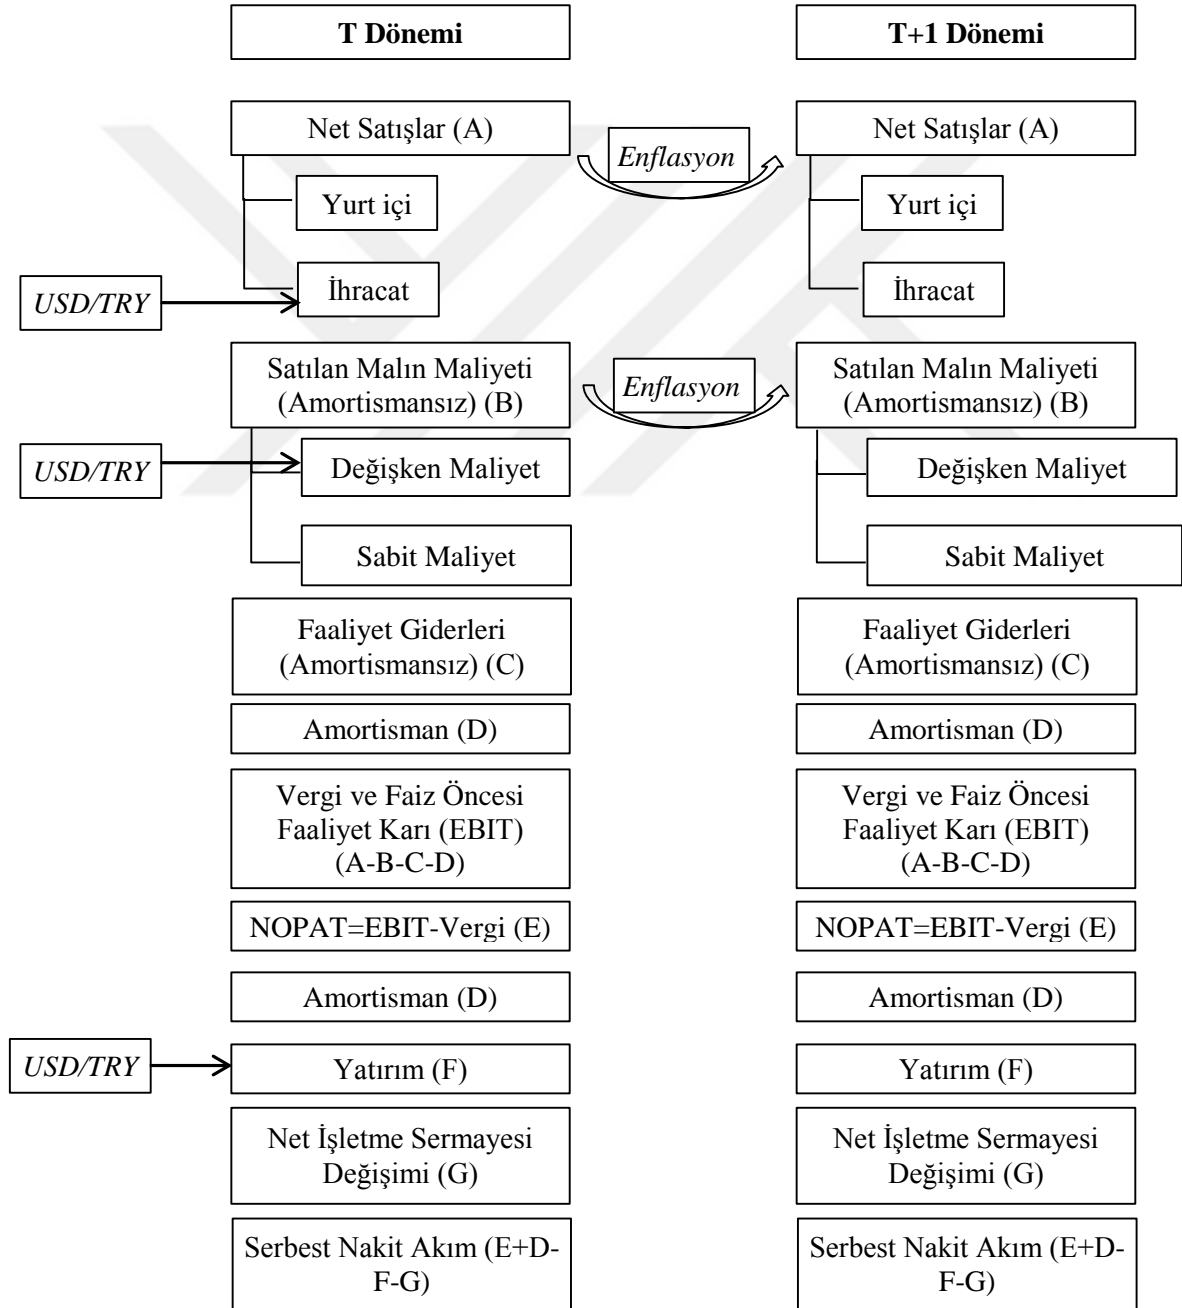 T Dönemi
T+1 Dönemi
Net Satışlar (A)
Enflasyon
Net Satışlar (A)
Yurt içi
Yurt içi
USD/TRY
İhracat
İhracat
Satılan Malın Maliyeti
(Amortismansız) (B)
Enflasyon
Satılan Malın Maliyeti
(Amortismansız) (B)
USD/TRY
Değişken Maliyet
Değişken Maliyet
Sabit Maliyet
Sabit Maliyet
Faaliyet Giderleri
(Amortismansız) (C)
Faaliyet Giderleri
(Amortismansız) (C)
Amortisman (D)
Amortisman (D)
Vergi ve Faiz Öncesi
Faaliyet Karı (EBIT)
(A-B-C-D)
Vergi ve Faiz Öncesi
Faaliyet Karı (EBIT)
(A-B-C-D)
NOPAT=EBIT-Vergi (E)
NOPAT=EBIT-Vergi (E)
Amortisman (D)
Amortisman (D)
USD/TRY
Yatırım (F)
Yatırım (F)
Net İşletme Sermayesi
Değişimi (G)
Net İşletme Sermayesi
Değişimi (G)
Serbest Nakit Akım (E+D-
F-G)
Serbest Nakit Akım (E+D-
F-G)